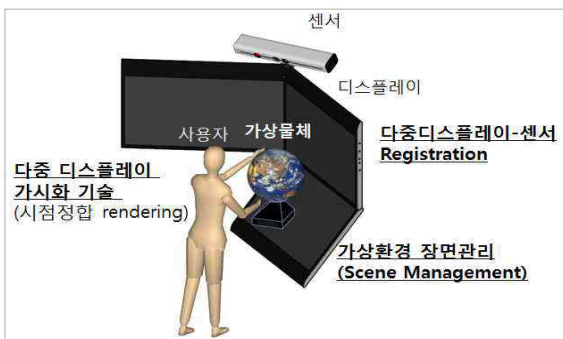 센서
디스플레이
사용자
가상물체
다중디스플레이-센서
Registration
다중 디스플레이
가시화 기술
(시점정합 rendering)
가상환경 장면관리
(Scene Management)